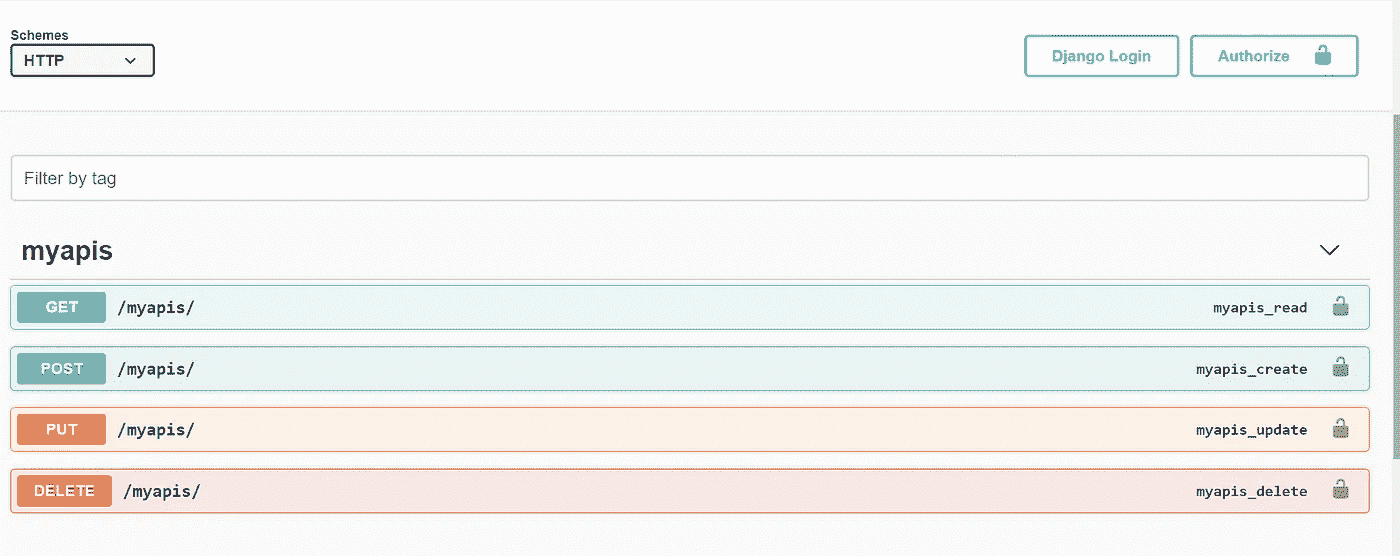 Schemes
HTTP
Django Login
Authorize
Filter by tag
myapis
GET /myapis/ myapis_read
POST /myapis/ myapis_create
PUT /myapis/ myapis_update
DELETE /myapis/ myapis_delete